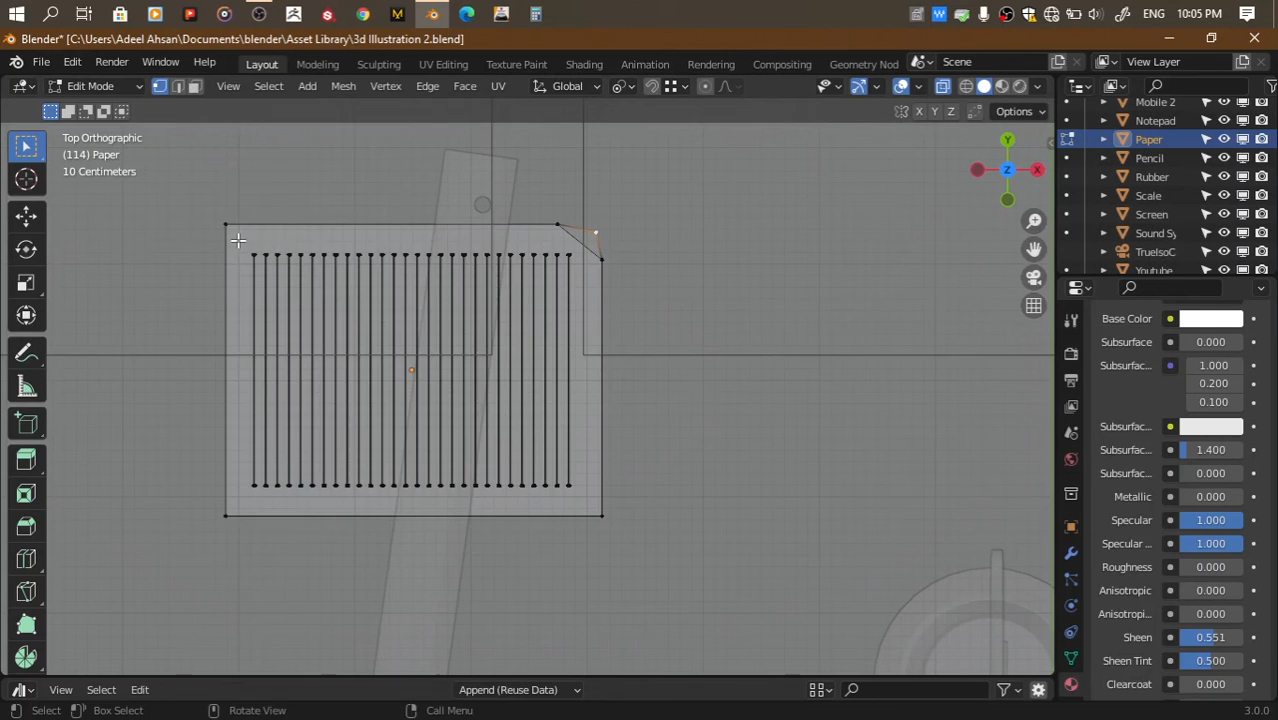 ENG
10:05 PM
Blender* [C:\Users\Adeel Ahsan\Documents\blender\Asset Library\3d Illustration 2.blend]
File
Edit
Render
Window
Help
Layout
Modeling
Sculpting
UV Editing
Texture Paint
Shading
Animation
Rendering
Compositing
Geometry Nod
Scene
View Layer
Edit Mode
View
Select
Add
Mesh
Vertex
Edge
Face
UV
Global
X
Y
Z
Options
Top Orthographic
(114) Paper
10 Centimeters
Y
Z
X
Mobile 2
Notepad
Paper
Pencil
Rubber
Scale
Screen
Sound Sy
TrueIsoC
Youtube
Base Color
Subsurface
0.000
Subsurfac...
1.000
0.200
0.100
Subsurfac...
Subsurfac...
1.400
Subsurfac...
0.000
Metallic
0.000
Specular
1.000
Specular ...
1.000
Roughness
0.000
Anisotropic
0.000
Anisotropi...
0.000
Sheen
0.551
Sheen Tint
0.500
Clearcoat
0.000
View
Select
Edit
Append (Reuse Data)
Select
Box Select
Rotate View
Call Menu
3.0.0